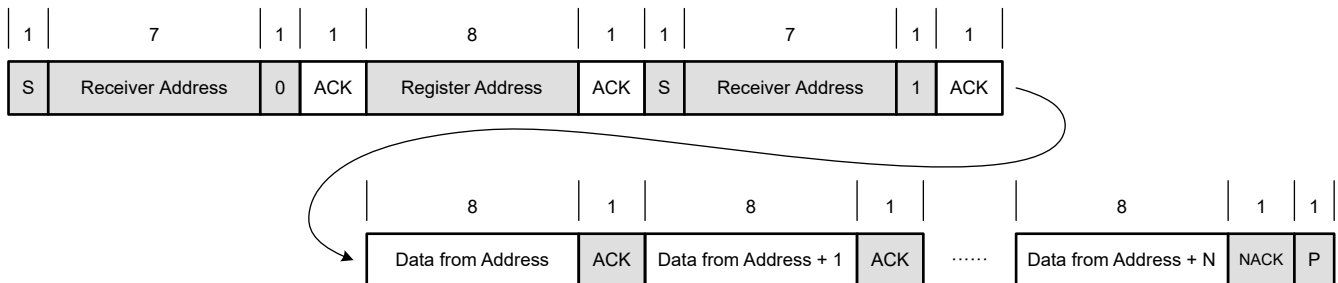 1 7 1 1 8 1 1 7 1 1
S Receiver Address 0 ACK Register Address ACK S Receiver Address 1 ACK
8 1 8 1 8 1 1
Data from Address ACK Data from Address + 1 ACK ...... Data from Address + N NACK P